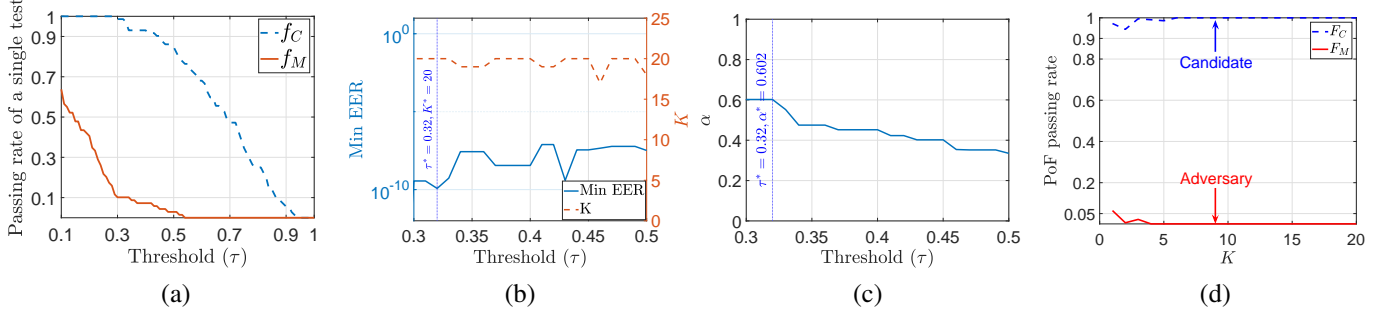 Passing rate of a single test
1
0.9
0.7
0.5
0.3
0.1
0.1
0.3
0.5
0.7
0.9
1
Threshold (τ)
f_C
f_M
(a)
Min EER
10^0
10^-10
τ* = 0.32, K* = 20
25
20
15
10
5
0
K
0.3
0.35
0.4
0.45
0.5
Threshold (τ)
Min EER
K
(b)
α
1
0.8
0.6
0.4
0.2
0
τ* = 0.32, α* = 0.602
0.3
0.35
0.4
0.45
0.5
Threshold (τ)
(c)
PoF passing rate
1
0.9
0.8
0.6
0.4
0.2
0.05
F_C
F_M
Candidate
Adversary
0
5
10
15
20
K
(d)